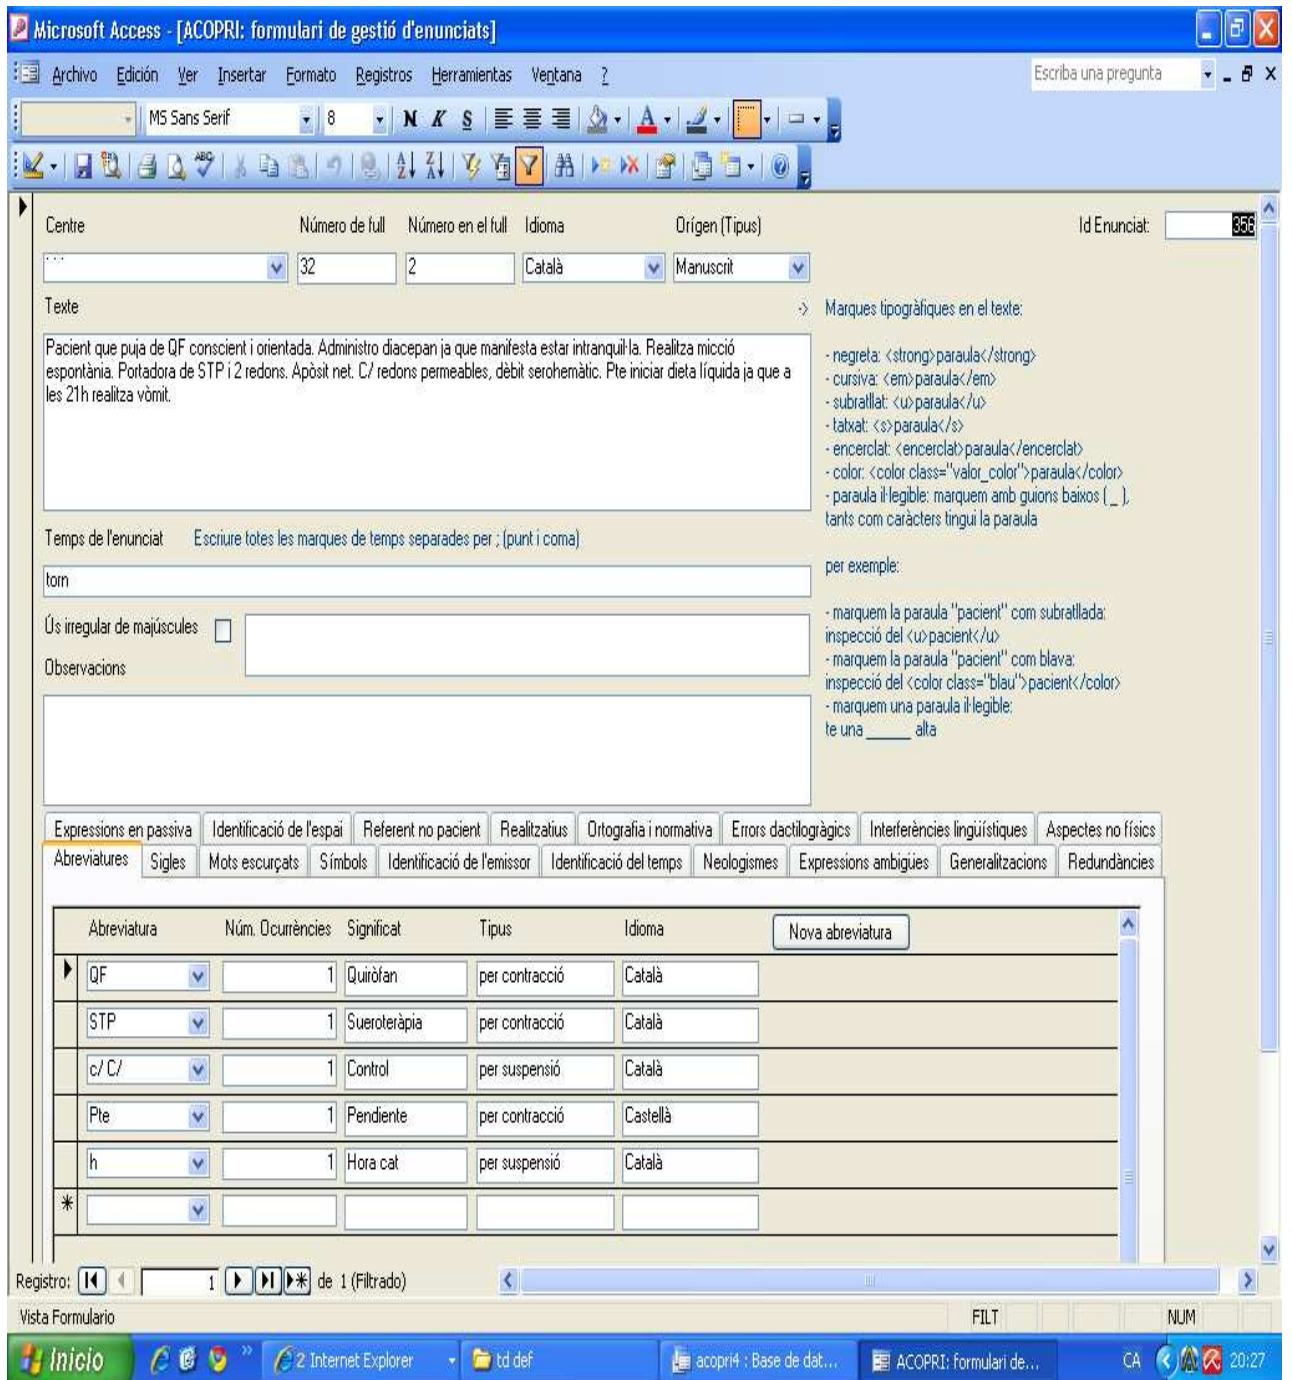 Microsoft Access - [ACOPRI: formulari de gestió d'enunciats]
Archivo Edición Ver Insertar Formato Registros Herramientas Ventana ? Escriba una pregunta
MS Sans Serif 8 N K S A
ABC
Centre Número de full Número en el full Idioma Orígen (Tipus) Id Enunciat: 356
32 2 Català Manuscrit
Texte -> Marques tipogràfiques en el texte:
Pacient que puja de QF conscient i orientada. Administro diacepan ja que manifesta estar intranquil·la. Realitza micció
espontània. Portadora de STP i 2 redons. Apòsit net. C/ redons permeables, dèbit serohemàtic. Pte iniciar dieta líquida ja que a
les 21h realitza vòmit.
- negreta: <strong>paraula</strong>
- cursiva: <em>paraula</em>
- subratllat: <u>paraula</u>
- tatxat: <s>paraula</s>
- encerclat: <encerclat>paraula</encerclat>
- color: <color class="valor_color">paraula</color>
- paraula il·legible: marquem amb guions baixos ( _ ),
tants com caràcters tingui la paraula
per exemple:
- marquem la paraula "pacient" com subratllada:
inspecció del <u>pacient</u>
- marquem la paraula "pacient" com blava:
inspecció del <color class="blau">pacient</color>
- marquem una paraula il·legible:
te una ______ alta
Temps de l'enunciat Escriure totes les marques de temps separades per ; (punt i coma)
torn
Ús irregular de majúscules
Observacions
Expressions en passiva Identificació de l'espai Referent no pacient Realitzatius Ortografia i normativa Errors dactilogràgics Interferències lingüístiques Aspectes no físics
Abreviatures Sigles Mots escurçats Símbols Identificació de l'emissor Identificació del temps Neologismes Expressions ambigües Generalitzacions Redundàncies
Abreviatura Núm. Ocurrències Significat Tipus Idioma Nova abreviatura
QF 1 Quiròfan per contracció Català
STP 1 Sueroteràpia per contracció Català
c/ C/ 1 Control per suspensió Català
Pte 1 Pendiente per contracció Castellà
h 1 Hora cat per suspensió Català
Registro: 1 de 1 (Filtrado)
Vista Formulario FILT NUM
Inicio 2 Internet Explorer td def acopri4 : Base de dat... ACOPRI: formulari de... CA 20:27